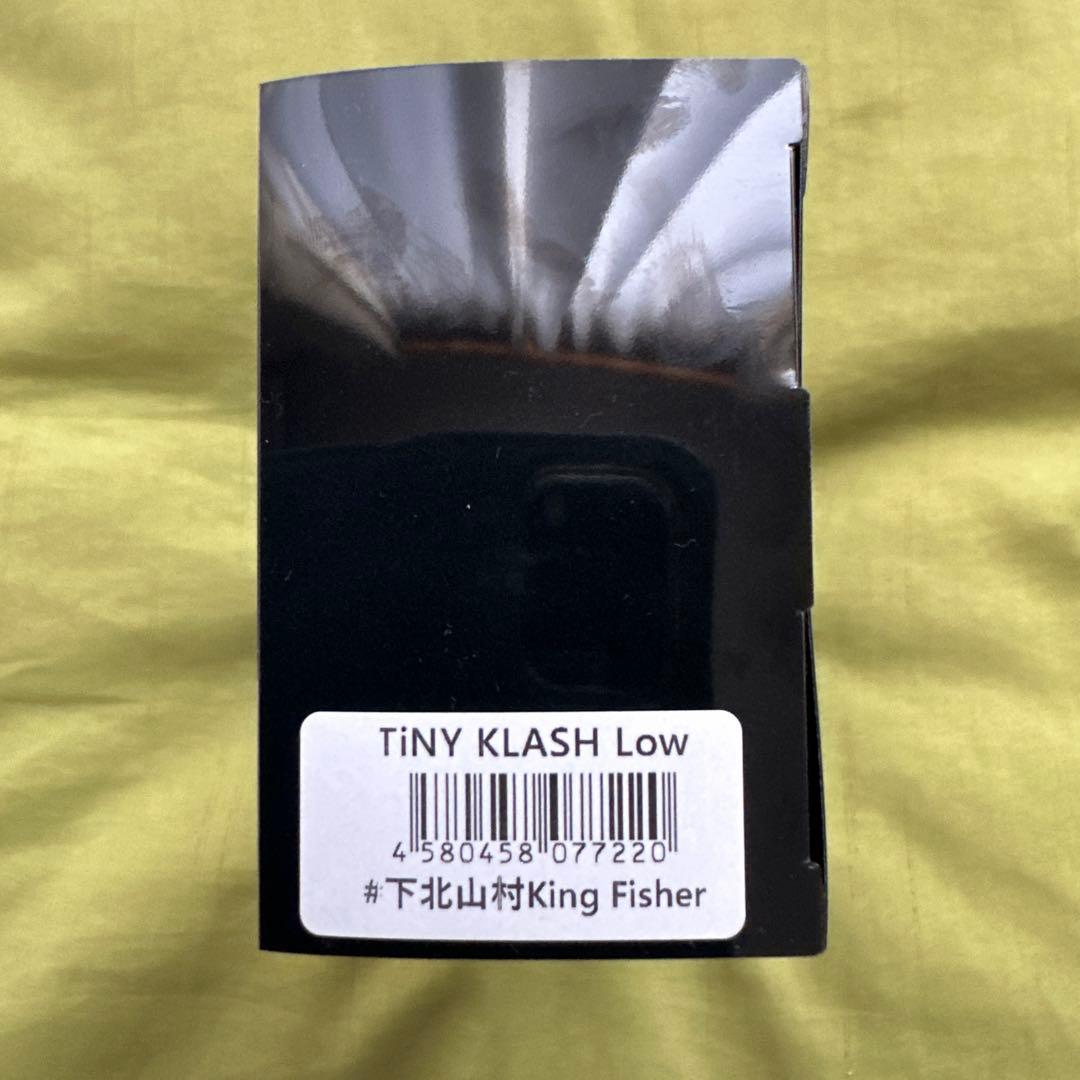 TiNY KLASH Low
4 580458 077220
#下北山村King Fisher